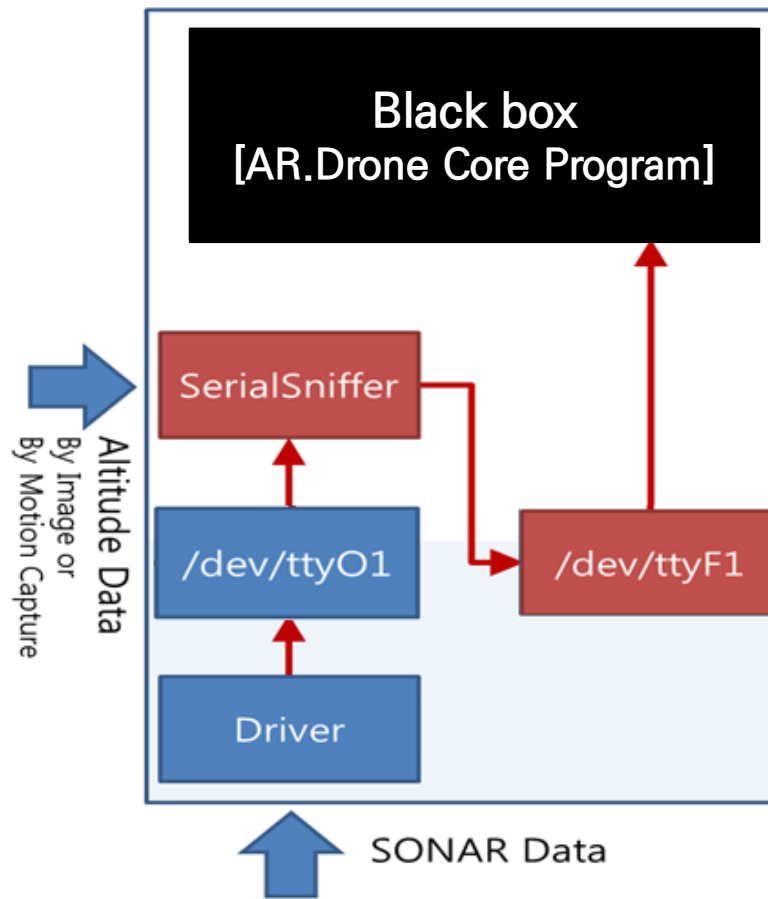 Black box
[AR.Drone Core Program]
SerialSniffer
Altitude Data
By Image or
By Motion Capture
/dev/ttyO1
/dev/ttyF1
Driver
SONAR Data